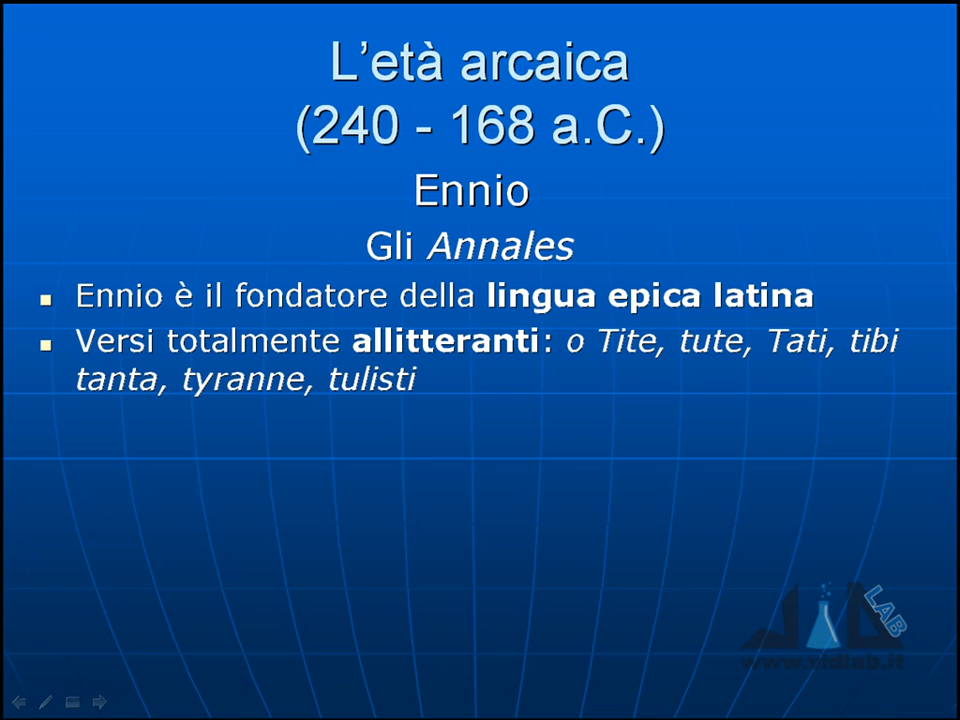 L'età arcaica
(240 - 168 a.C.)
Ennio
Gli Annales
Ennio è il fondatore della lingua epica latina
Versi totalmente allitteranti: o Tite, tute, Tati, tibi
tanta, tyranne, tulisti
LAB
www.vidlab.it